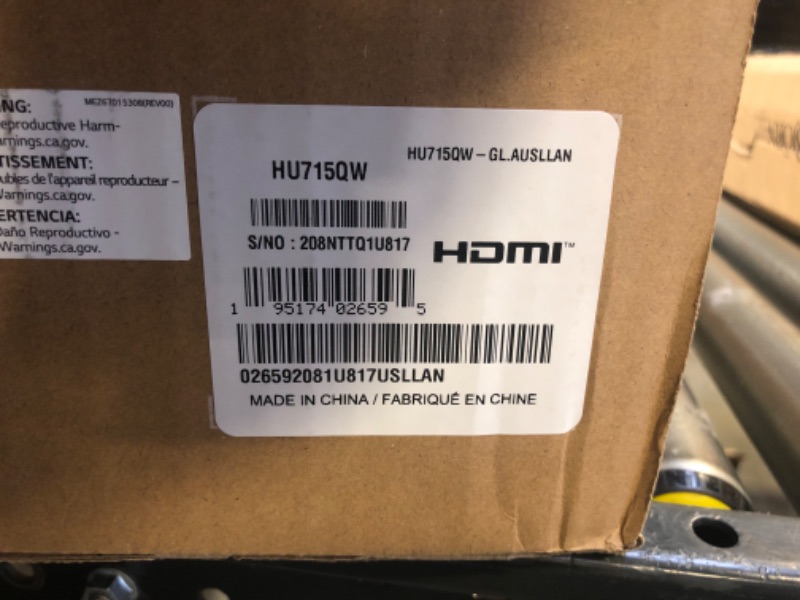 NG:
MEZ67015308(REV00)
eproductive Harm-
arnings.ca.gov.
TISSEMENT:
ubles de l'appareil reproducteur –
Warnings.ca.gov.
ERTENCIA:
Daño Reproductivo -
Warnings.ca.gov.
HU715QW
HU715QW – GL.AUSLLAN
S/NO : 208NTTQ1U817
HDMI™
1 95174 02659 5
026592081U817USLLAN
MADE IN CHINA / FABRIQUÉ EN CHINE